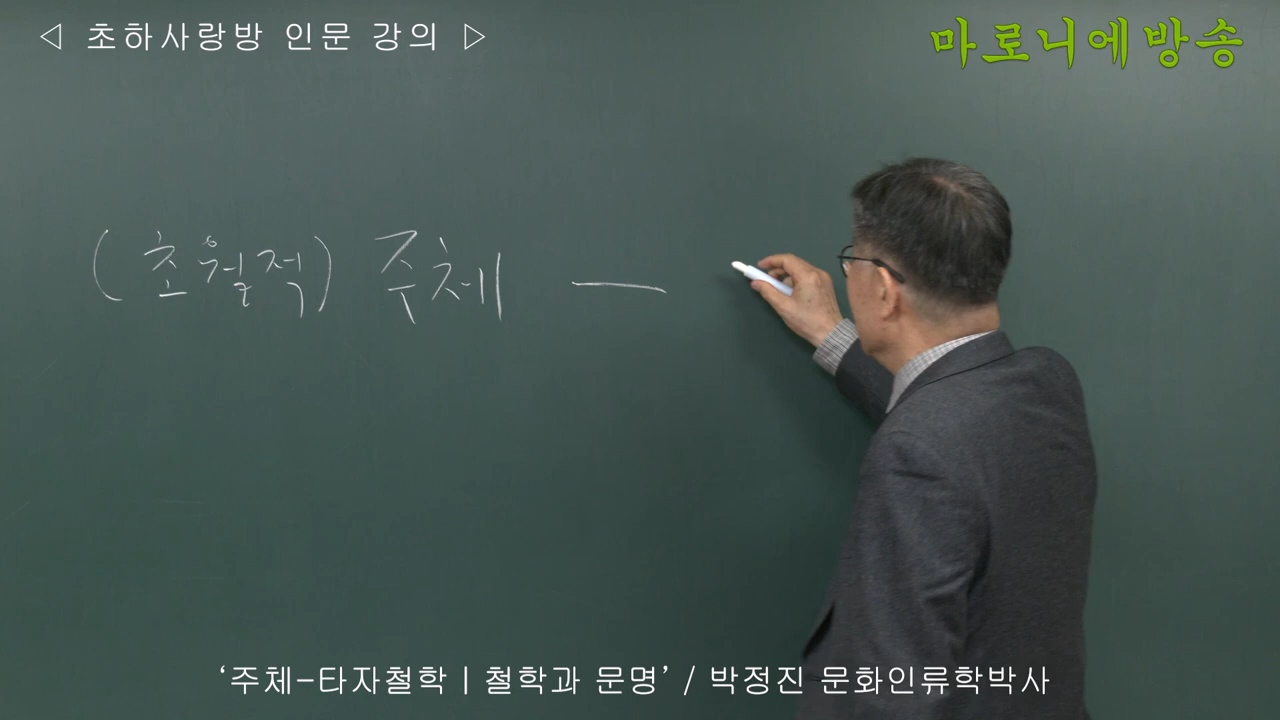 ◁ 초하사랑방 인문 강의 ▷
마로니에방송
(초월적) 주체 —
‘주체-타자철학 | 철학과 문명’ / 박정진 문화인류학박사